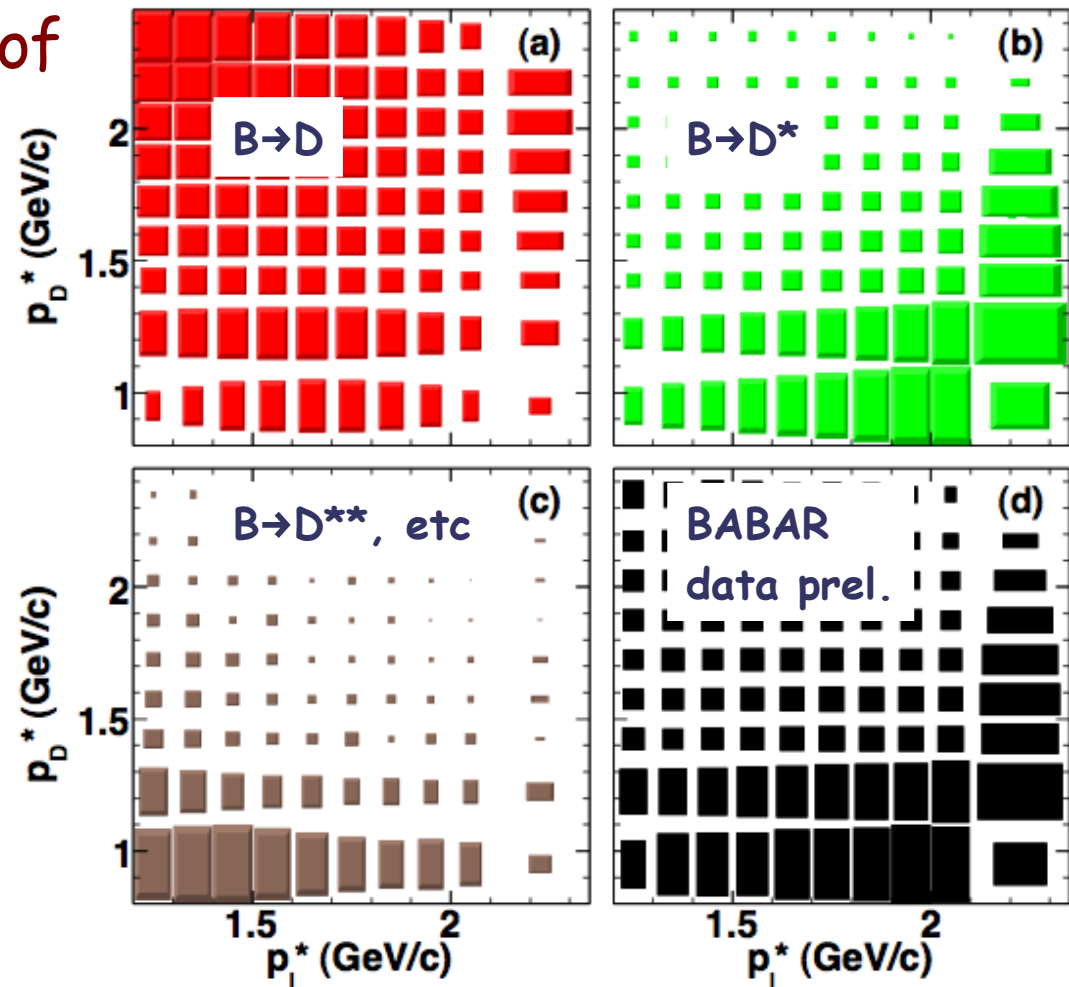 of
(a)
B→D
2
1.5
1
p_D* (GeV/c)
(b)
B→D*
(c)
B→D**, etc
2
1.5
1
p_D* (GeV/c)
1.5
2
p_l* (GeV/c)
(d)
BABAR
data prel.
1.5
2
p_l* (GeV/c)